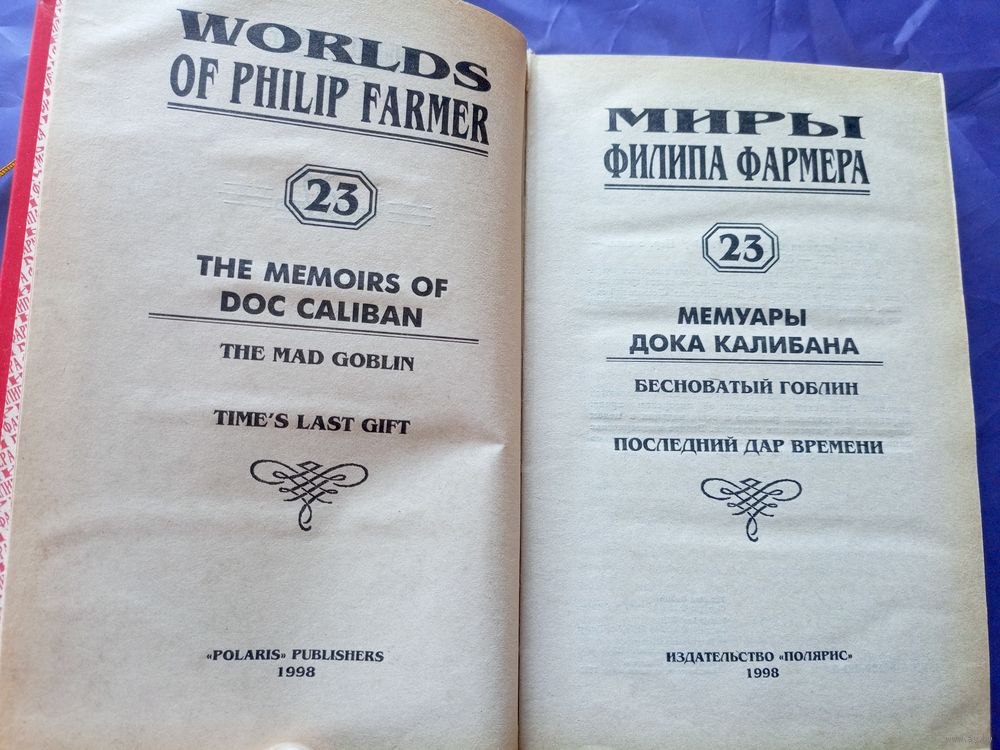 WORLDS
OF PHILIP FARMER
23
THE MEMOIRS OF
DOC CALIBAN
THE MAD GOBLIN
TIME'S LAST GIFT
«POLARIS» PUBLISHERS
1998
МИРЫ
ФИЛИПА ФАРМЕРА
23
МЕМУАРЫ
ДОКА КАЛИБАНА
БЕСНОВАТЫЙ ГОБЛИН
ПОСЛЕДНИЙ ДАР ВРЕМЕНИ
ИЗДАТЕЛЬСТВО «ПОЛЯРИС»
1998